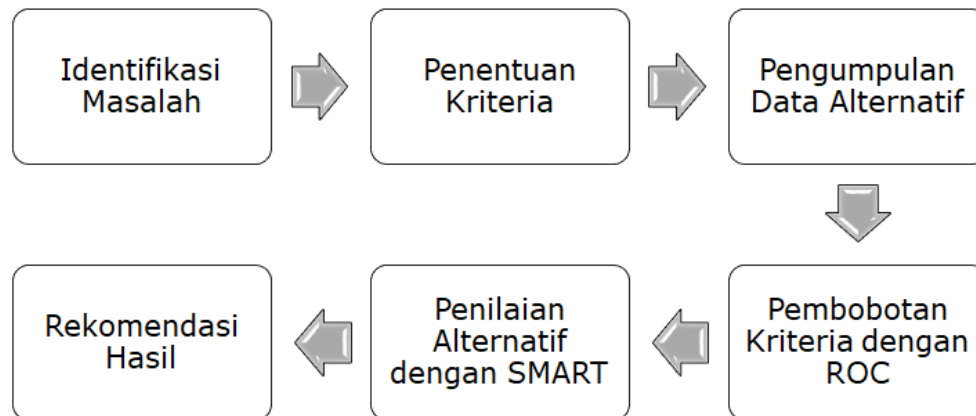 Identifikasi
Masalah
Penentuan
Kriteria
Pengumpulan
Data Alternatif
Pembobotan
Kriteria dengan
ROC
Penilaian
Alternatif
dengan SMART
Rekomendasi
Hasil